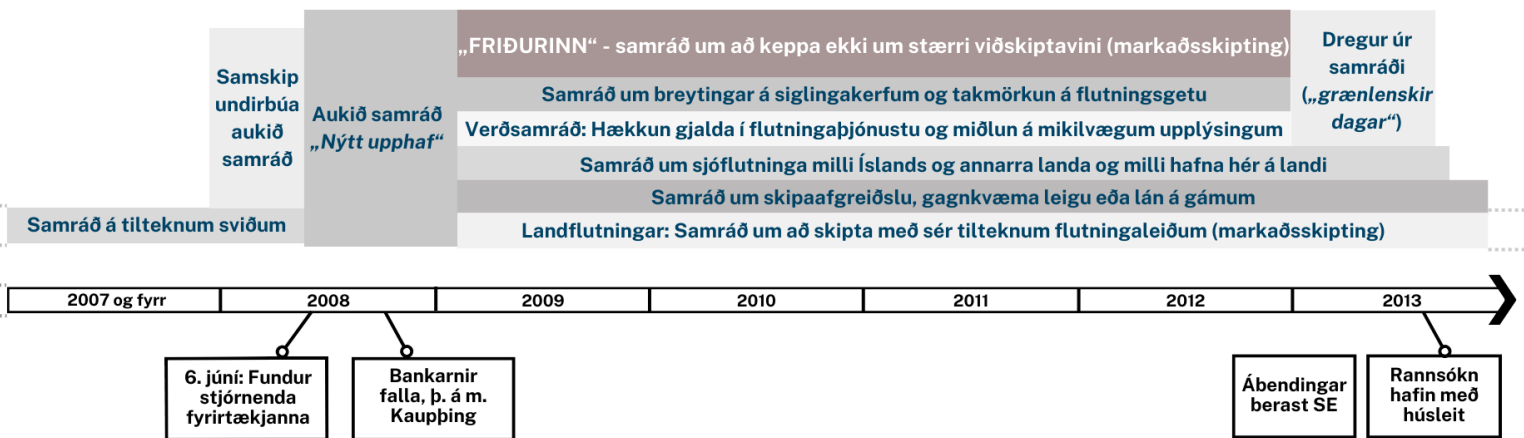 „FRIÐURINN“ - samráð um að keppa ekki um stærri viðskiptavini (markaðsskipting)
Dregur úr
samráði
(„grænlenskir
dagar“)
Samskip
undirbúa
aukið
samráð
Aukið samráð
„Nýtt upphaf“
Samráð um breytingar á siglingakerfum og takmörkun á flutningsgetu
Verðsamráð: Hækkun gjalda í flutningaþjónustu og miðlun á mikilvægum upplýsingum
Samráð um sjóflutninga milli Íslands og annarra landa og milli hafna hér á landi
Samráð um skipaafgreiðslu, gagnkvæma leigu eða lán á gámum
Samráð á tilteknum sviðum
Landflutningar: Samráð um að skipta með sér tilteknum flutningaleiðum (markaðsskipting)
2007 og fyrr
2008
2009
2010
2011
2012
2013
6. júní: Fundur
stjórnenda
fyrirtækjanna
Bankarnir
falla, þ. á m.
Kaupþing
Ábendingar
berast SE
Rannsókn
hafin með
húsleit